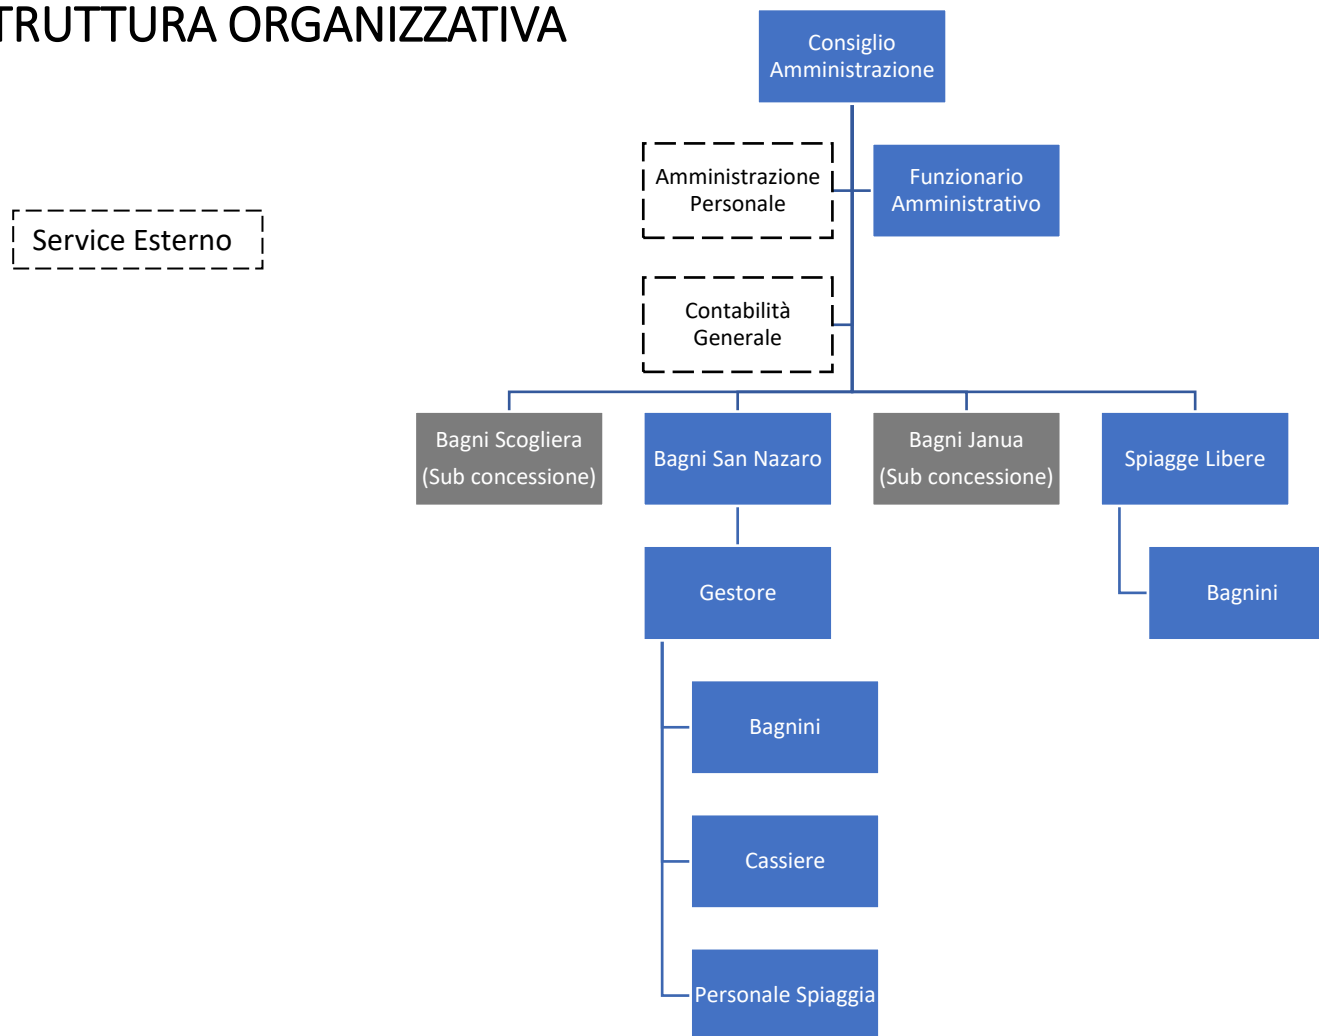 TRUTTURA ORGANIZZATIVA
Consiglio
Amministrazione
Amministrazione
Personale
Funzionario
Amministrativo
Service Esterno
Contabilità
Generale
Bagni Scogliera
(Sub concessione)
Bagni San Nazaro
Bagni Janua
(Sub concessione)
Spiagge Libere
Gestore
Bagnini
Bagnini
Cassiere
Personale Spiaggia